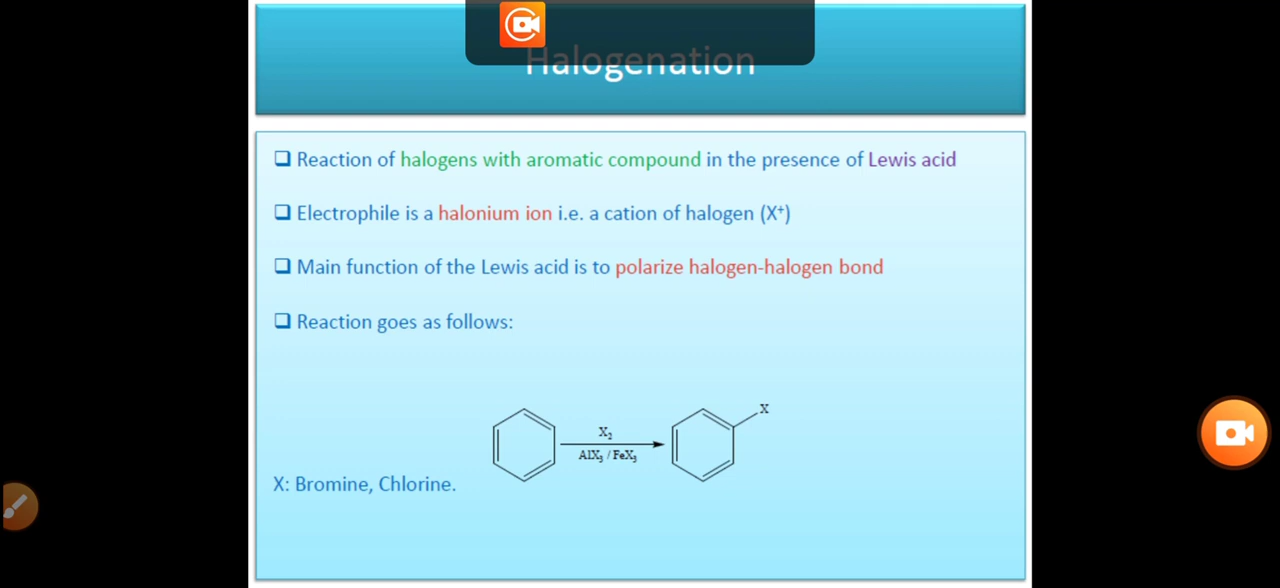 Halogenation
Reaction of halogens with aromatic compound in the presence of Lewis acid
Electrophile is a halonium ion i.e. a cation of halogen (X⁺)
Main function of the Lewis acid is to polarize halogen-halogen bond
Reaction goes as follows:
X
X₂
AlX₃ / FeX₃
X: Bromine, Chlorine.